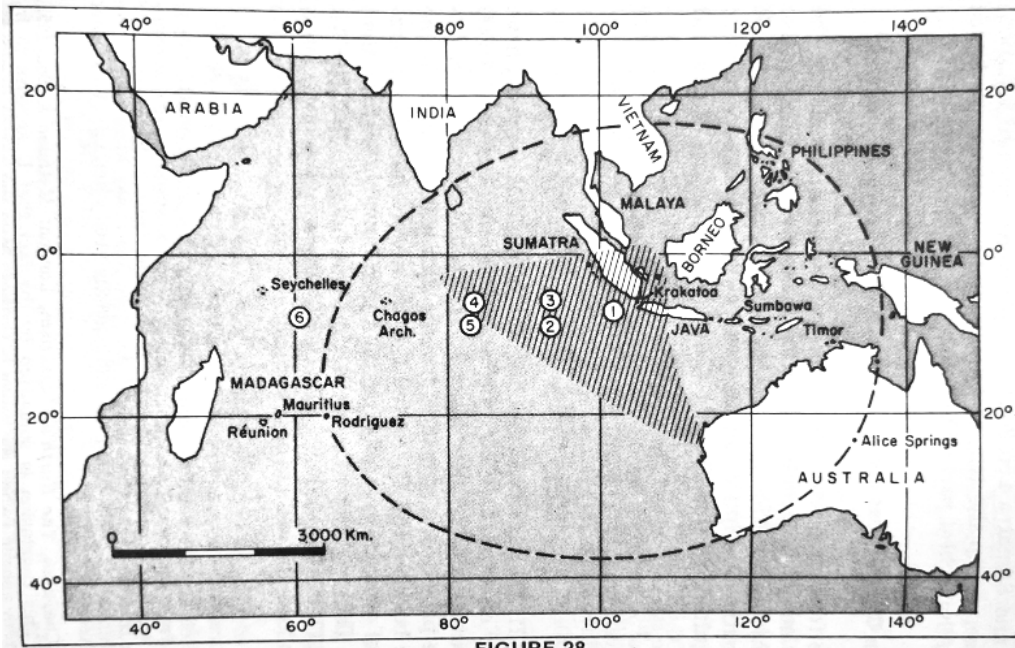 40° 60° 80° 100° 120° 140°
20° 20°
ARABIA
INDIA
VIETNAM
PHILIPPINES
MALAYA
SUMATRA
BORNEO
NEW
GUINEA
0° 0°
Seychelles
Krakatoa
6
Chagos
Arch.
4
3
1
5
2
JAVA
Sumbawa
Timor
MADAGASCAR
Mauritius
20° 20°
Réunion
Rodriguez
Alice Springs
AUSTRALIA
0 3,000 Km.
40° 40°
40° 60° 80° 100° 120° 140°
FIGURE 28